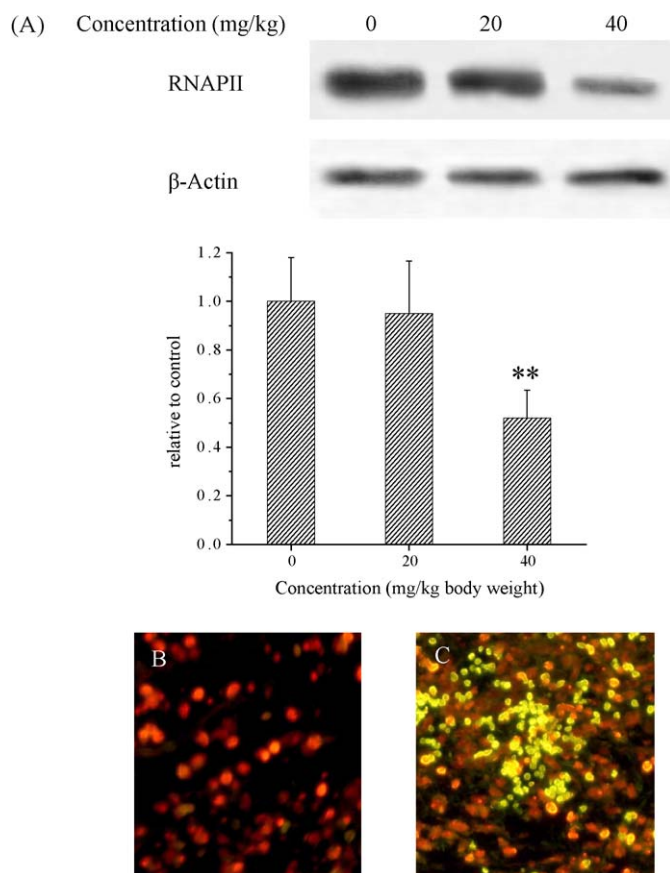 (A) Concentration (mg/kg) 0 20 40
RNAPII
β-Actin
1.2
1.0
0.8
0.6
0.4
0.2
0.0
relative to control
**
0 20 40
Concentration (mg/kg body weight)
B C